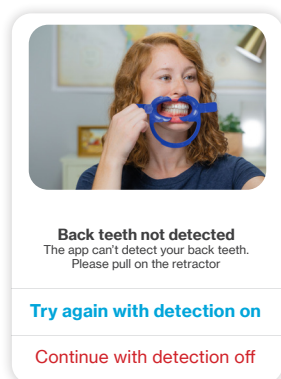 Back teeth not detected
The app can't detect your back teeth.
Please pull on the retractor
Try again with detection on
Continue with detection off